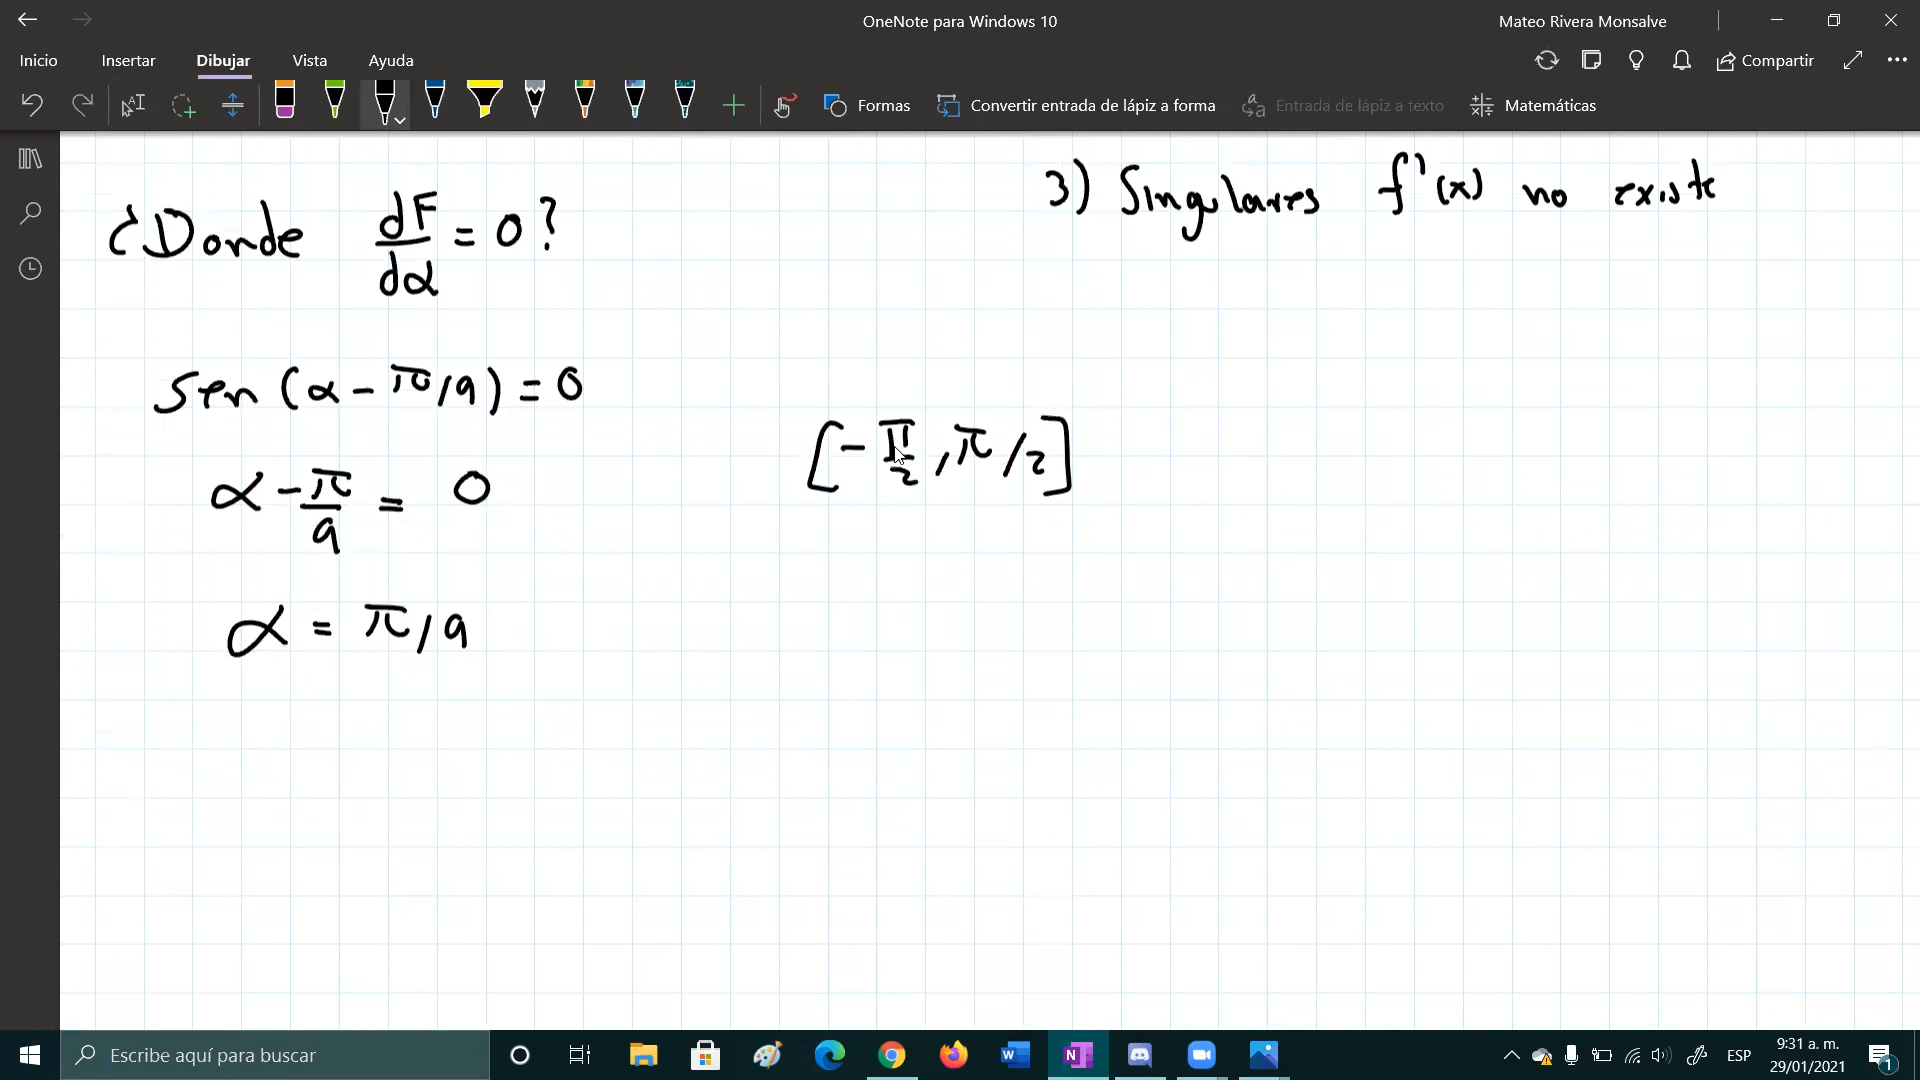 OneNote para Windows 10
Mateo Rivera Monsalve
Inicio Insertar Dibujar Vista Ayuda
Compartir
Formas Convertir entrada de lápiz a forma Entrada de lápiz a texto Matemáticas
3) Singulares f'(x) no existe
¿Donde dF/dα = 0?
Sen (α - π/9) = 0
[-π/2, π/2]
α - π/9 = 0
α = π/9
Escribe aquí para buscar
ESP
9:31 a. m.
29/01/2021
1